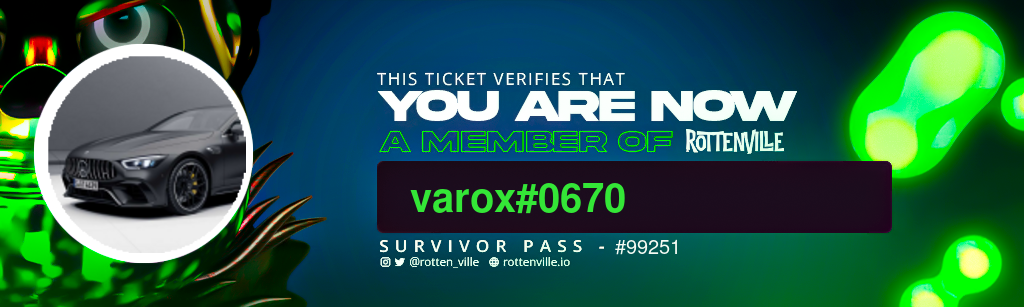 THIS TICKET VERIFIES THAT
YOU ARE NOW
A MEMBER OF ROTTENVILLE
varox#0670
SURVIVOR PASS - #99251
@rotten_ville rottenville.io